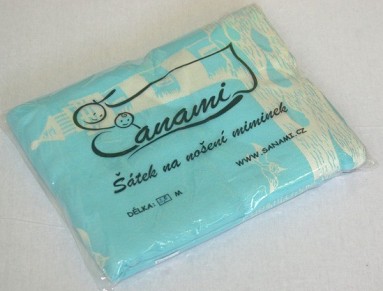 Sanami
Šátek na nošení miminek
www.sanami.cz
DÉLKA: M